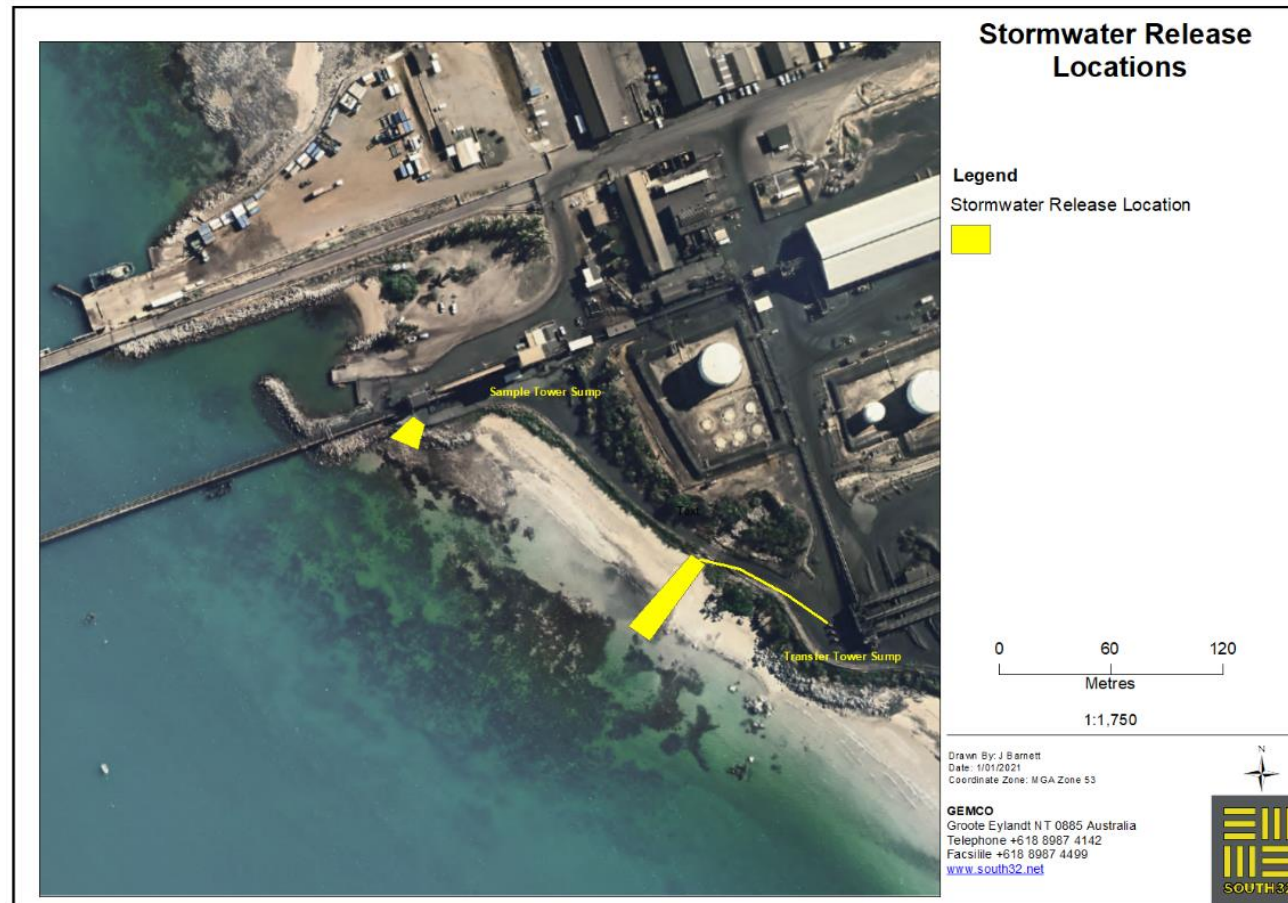 Stormwater Release
Locations
Legend
Stormwater Release Location
Sample Tower Sump
Text
Transfer Tower Sump
0 60 120
Metres
1:1,750
Drawn By: J Barnett
Date: 1/01/2021
Coordinate Zone: MGA Zone 53
N
GEMCO
Groote Eylandt NT 0885 Australia
Telephone +618 8987 4142
Facsilile +618 8987 4499
www.south32.net
SOUTH32